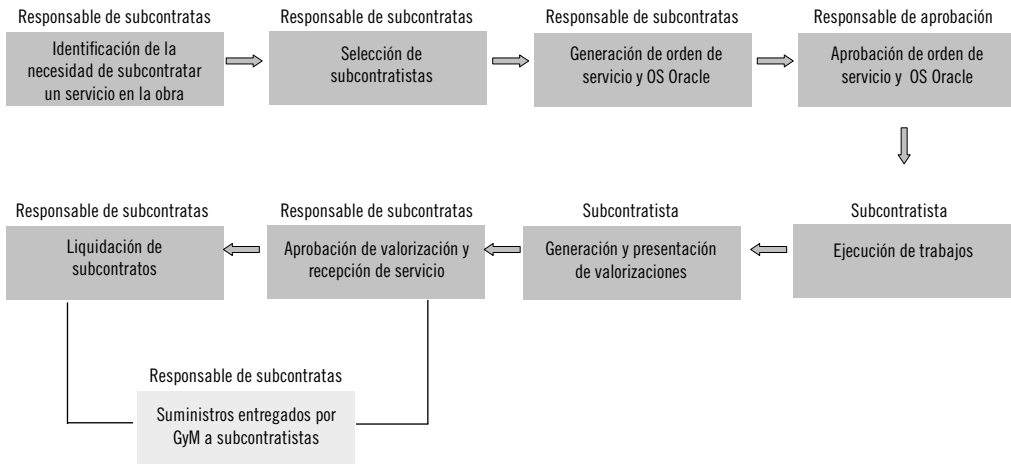 Responsable de subcontratas
Identificación de la
necesidad de subcontratar
un servicio en la obra
Responsable de subcontratas
Selección de
subcontratistas
Responsable de subcontratas
Generación de orden de
servicio y OS Oracle
Responsable de aprobación
Aprobación de orden de
servicio y OS Oracle
Subcontratista
Ejecución de trabajos
Subcontratista
Generación y presentación
de valorizaciones
Responsable de subcontratas
Aprobación de valorización y
recepción de servicio
Responsable de subcontratas
Liquidación de
subcontratos
Responsable de subcontratas
Suministros entregados por
GyM a subcontratistas